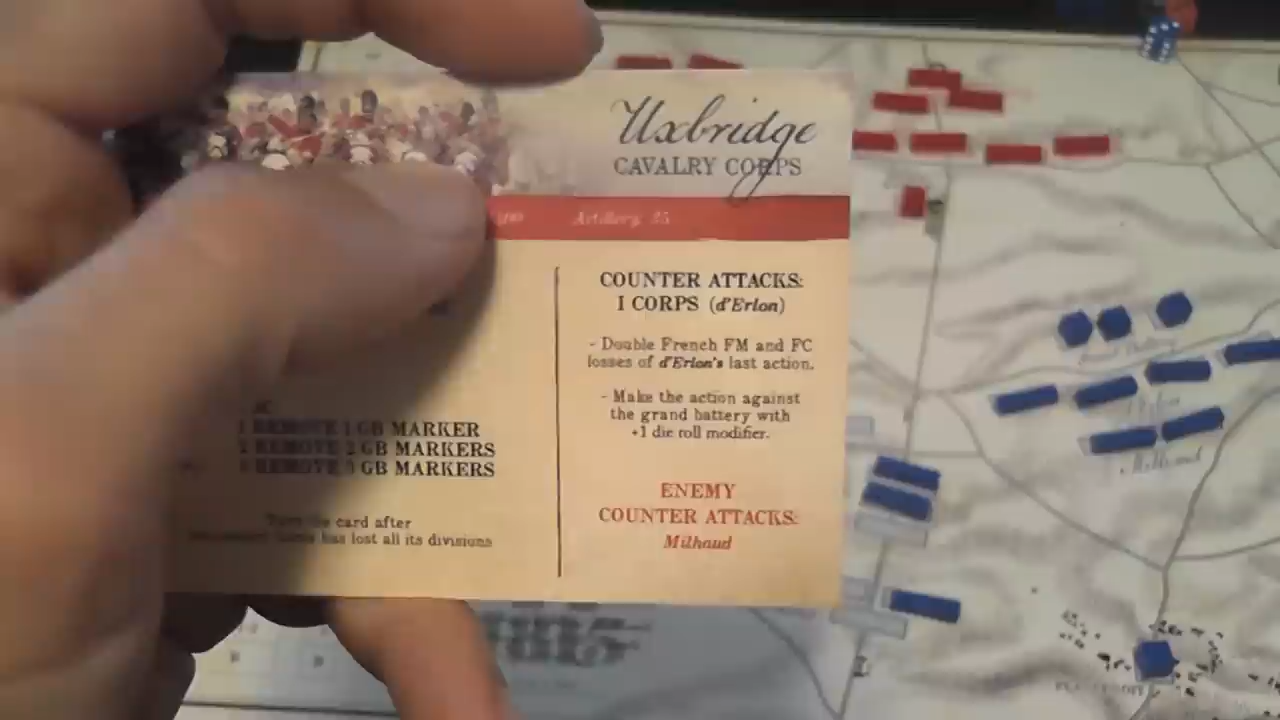 Uxbridge
CAVALRY CORPS
Artillery: 25
COUNTER ATTACKS:
I CORPS (d'Erlon)
- Double French FM and FC
losses of d'Erlon's last action.
- Make the action against
the grand battery with
+1 die roll modifier.
ENEMY
COUNTER ATTACKS:
Milhaud
REMOVE 1 GB MARKER
REMOVE 2 GB MARKERS
REMOVE 3 GB MARKERS
the card after
has lost all its divisions
Milhaud